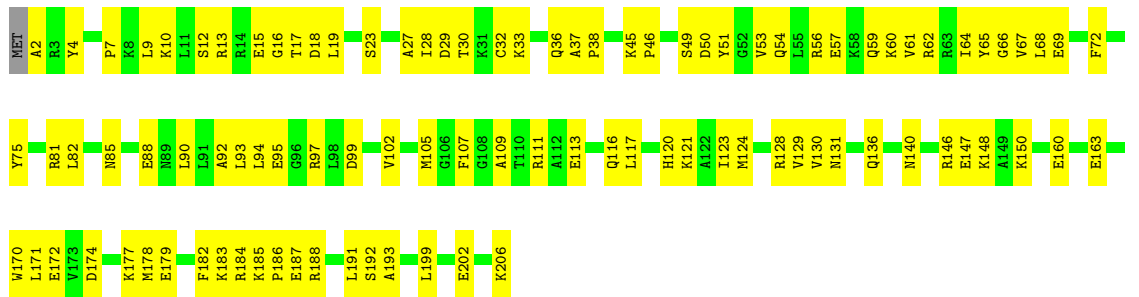 MET A2 R3 Y4 P7 K8 L9 K10 L11 S12 R13 R14 E15 G16 T17 D18 L19 S23 A27 I28 D29 T30 K31 C32 K33 Q36 A37 P38 K45 P46 S49 D50 Y51 G52 V53 Q54 L55 R56 E57 K58 Q59 K60 V61 R62 R63 I64 Y65 G66 V67 L68 E69 F72
Y75 R81 L82 N85 E88 N89 L90 L91 A92 L93 L94 E95 G96 R97 L98 D99 V102 M105 G106 F107 G108 A109 T110 R111 A112 E113 Q116 L117 H120 K121 A122 I123 M124 R128 V129 V130 N131 Q136 N140 R146 E147 K148 A149 K150 E160 E163
W170 L171 E172 V173 D174 K177 M178 E179 F182 K183 R184 K185 P186 E187 R188 L191 S192 A193 L199 E202 K206